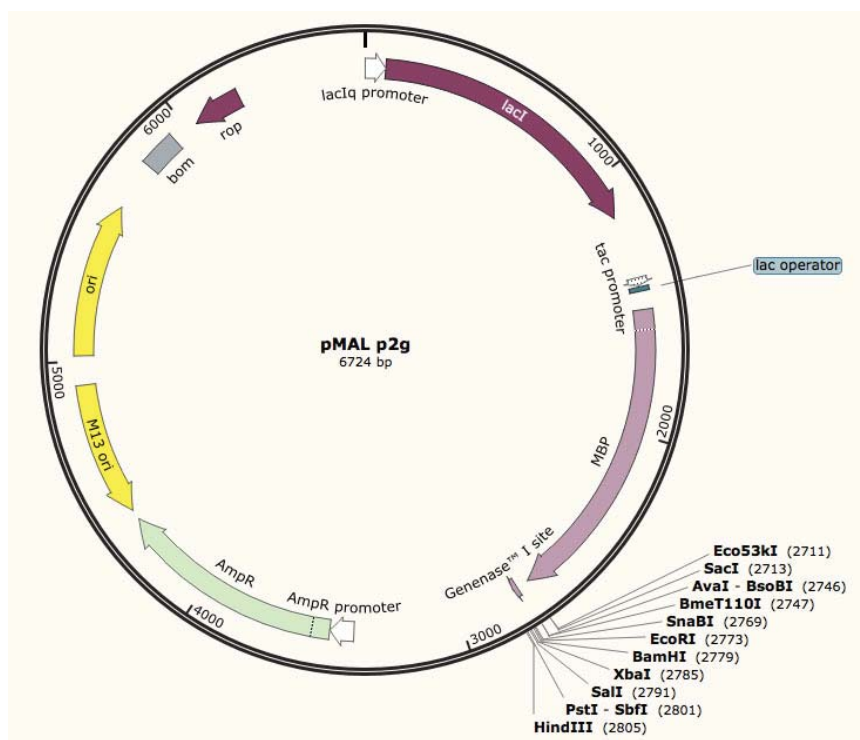 lacIq promoter
lacI
1000
tac promoter
lac operator
MBP
2000
Genenase™ I site
Eco53kI (2711)
SacI (2713)
AvaI - BsoBI (2746)
BmeT110I (2747)
SnaBI (2769)
EcoRI (2773)
BamHI (2779)
XbaI (2785)
SalI (2791)
PstI - SbfI (2801)
HindIII (2805)
3000
AmpR promoter
AmpR
4000
M13 ori
5000
ori
bom
6000
rop
pMAL p2g
6724 bp